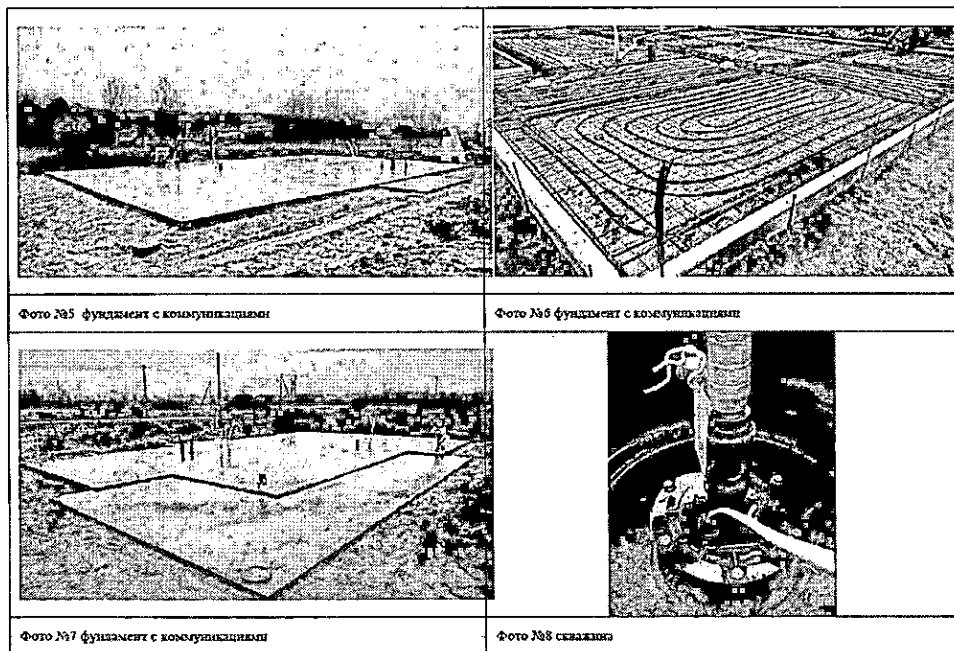 Фото №5 фундамент с коммуникациями
Фото №6 фундамент с коммуникациями
Фото №7 фундамент с коммуникациями
Фото №8 скважина